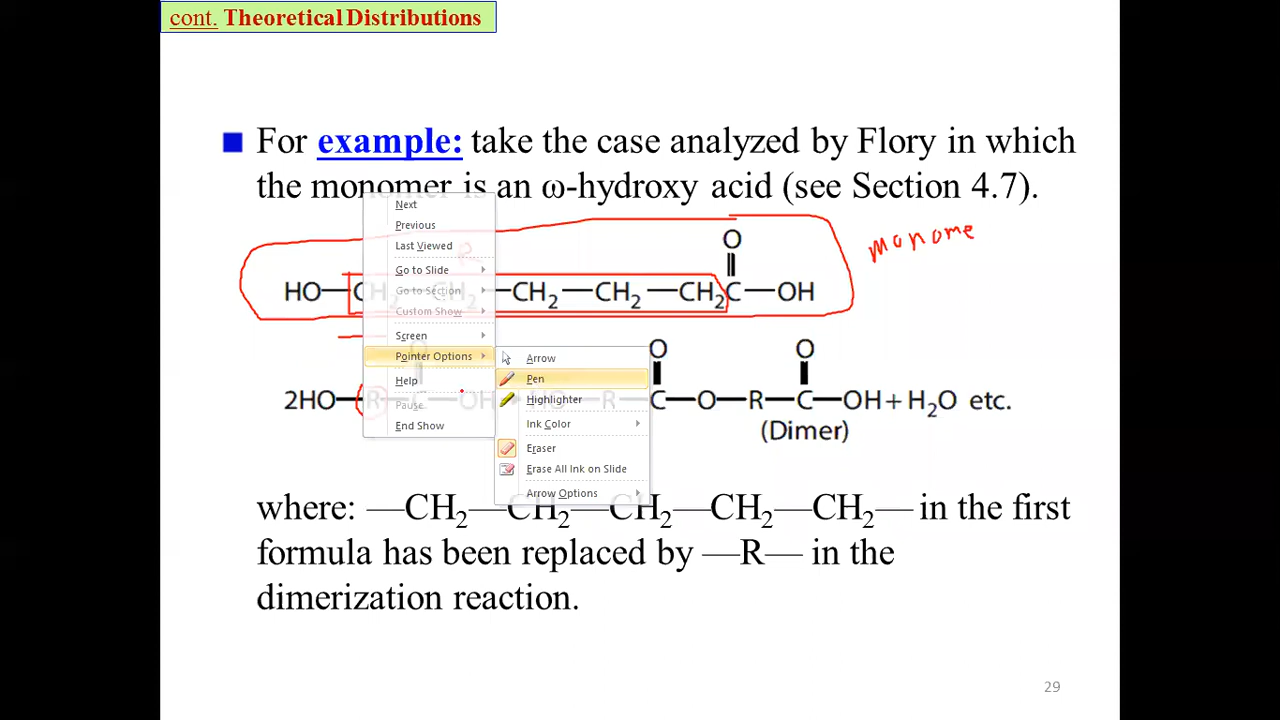 cont. Theoretical Distributions
For example: take the case analyzed by Flory in which
the monomer is an ω-hydroxy acid (see Section 4.7).
monome
O
HO—CH2—CH2—CH2—CH2—CH2C—OH
Next
Previous
Last Viewed
Go to Slide
Go to Section
Custom Show
Screen
Pointer Options
Help
Pause
End Show
Arrow
Pen
Highlighter
Ink Color
Eraser
Erase All Ink on Slide
Arrow Options
O O O
2HO—R—C—OH HO—R—C—O—R—C—OH + H2O etc.
(Dimer)
where: —CH2—CH2—CH2—CH2—CH2— in the first
formula has been replaced by —R— in the
dimerization reaction.
29